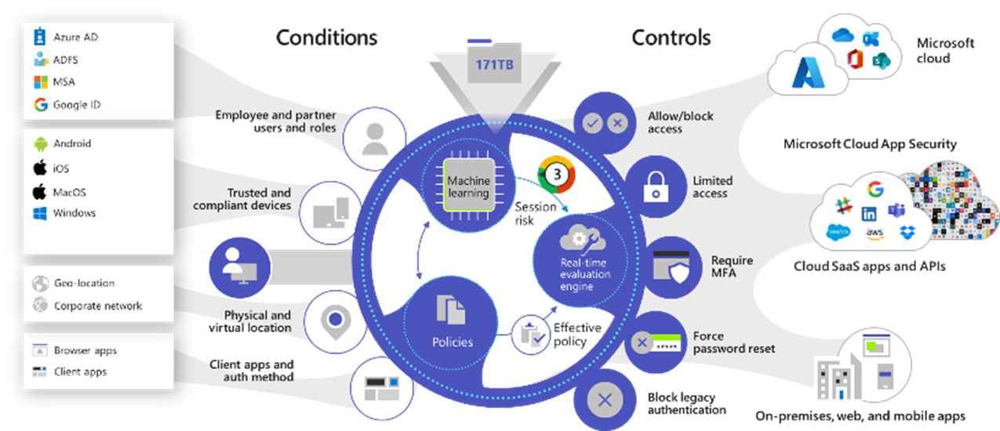 Conditions
Controls
Azure AD
ADFS
MSA
Google ID
Android
iOS
MacOS
Windows
Geo-location
Corporate network
Browser apps
Client apps
Employee and partner
users and roles
Trusted and
compliant devices
Physical and
virtual location
Client apps and
auth method
171TB
Machine
learning
3
Session
risk
Real-time
evaluation
engine
Policies
Effective
policy
Allow/block
access
Limited
access
Require
MFA
Force
password reset
Block legacy
authentication
Microsoft
cloud
Microsoft Cloud App Security
in
aws
Cloud SaaS apps and APIs
On-premises, web, and mobile apps